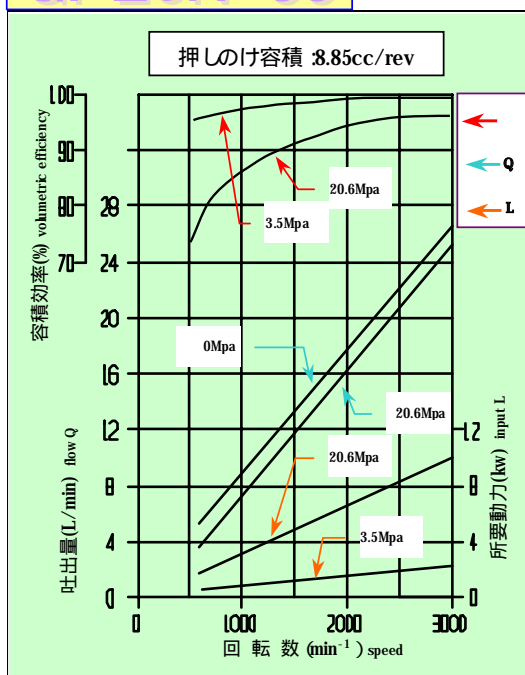 押しのけ容積 :8.85cc/rev
容積効率(%) volumetric efficiency
100
90
80
70
Q
L
20.6Mpa
3.5Mpa
28
24
20
16
12
8
4
0
0Mpa
20.6Mpa
20.6Mpa
3.5Mpa
吐出量(L/min) flow Q
12
8
4
0
所要動力(kw) input L
0
1000
2000
3000
回 転 数 (min⁻¹) speed